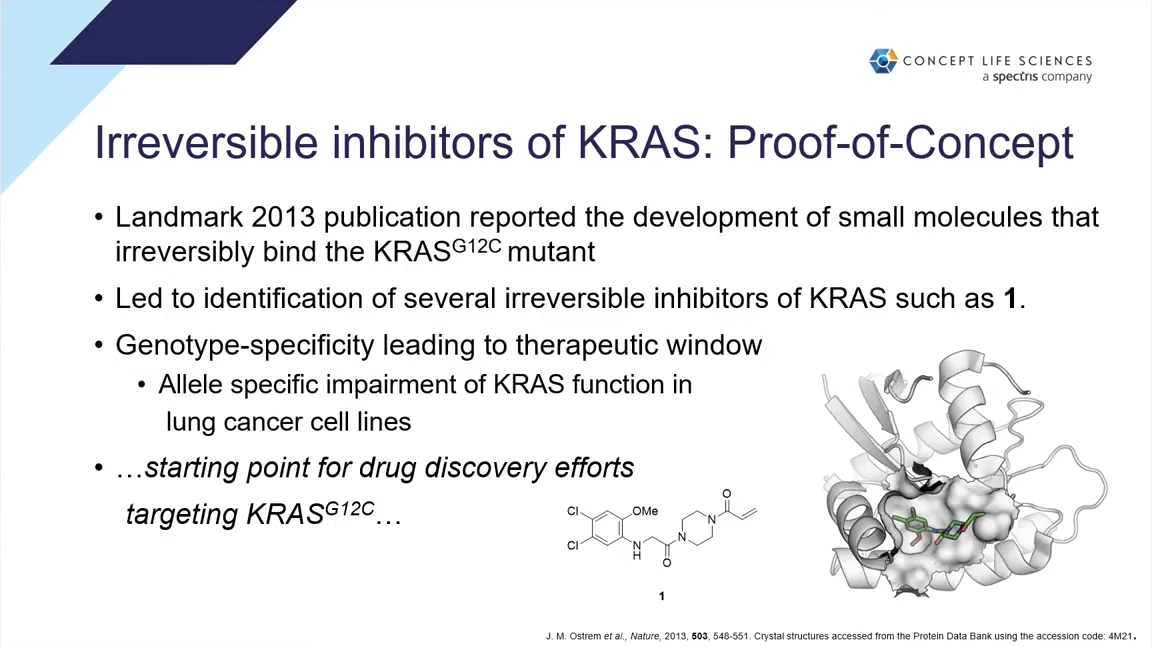 CONCEPT LIFE SCIENCES
a spectris company
Irreversible inhibitors of KRAS: Proof-of-Concept
• Landmark 2013 publication reported the development of small molecules that
irreversibly bind the KRASG12C mutant
• Led to identification of several irreversible inhibitors of KRAS such as 1.
• Genotype-specificity leading to therapeutic window
• Allele specific impairment of KRAS function in
lung cancer cell lines
• …starting point for drug discovery efforts
targeting KRASG12C…
Cl
OMe
Cl
N
H
O
N
N
O
1
J. M. Ostrem et al., Nature, 2013, 503, 548-551. Crystal structures accessed from the Protein Data Bank using the accession code: 4M21.